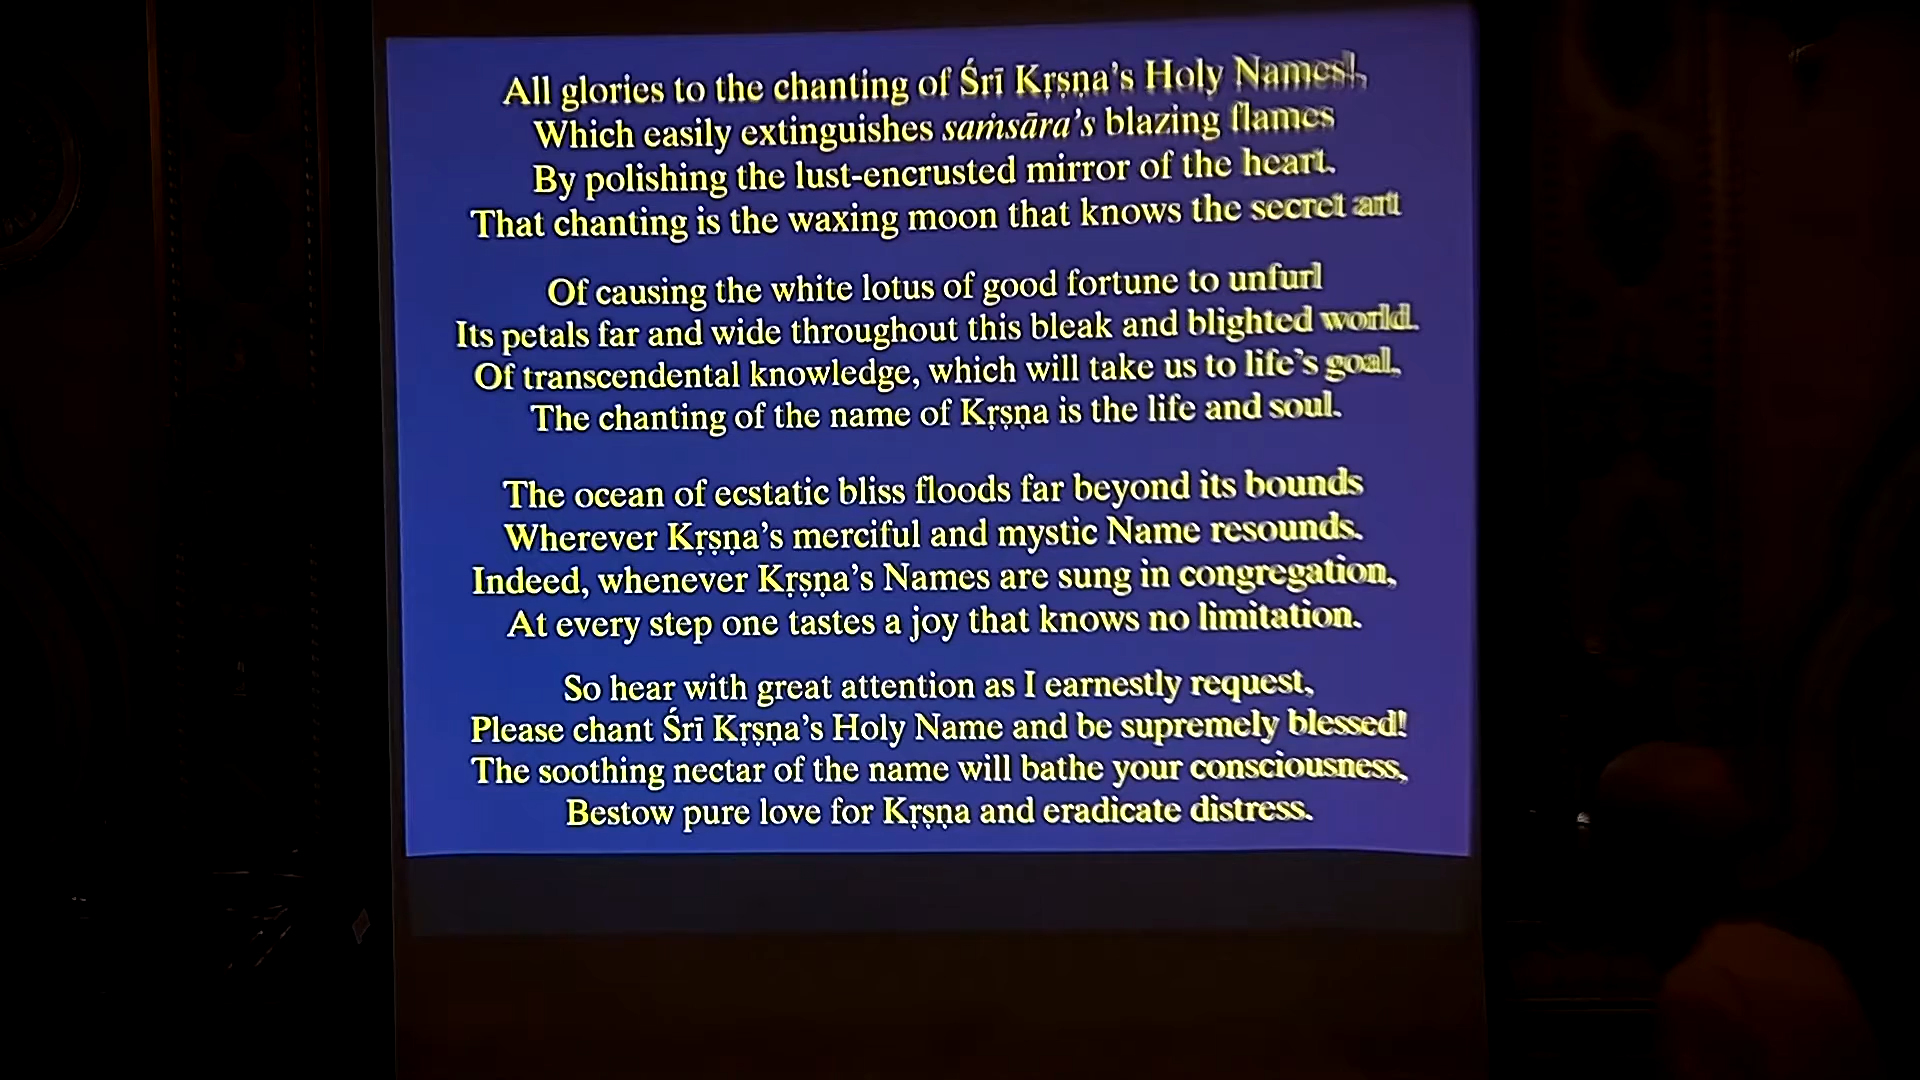 All glories to the chanting of Śrī Kṛṣṇa’s Holy Names!,
Which easily extinguishes saṁsāra’s blazing flames
By polishing the lust-encrusted mirror of the heart.
That chanting is the waxing moon that knows the secret art
Of causing the white lotus of good fortune to unfurl
Its petals far and wide throughout this bleak and blighted world.
Of transcendental knowledge, which will take us to life’s goal,
The chanting of the name of Kṛṣṇa is the life and soul.
The ocean of ecstatic bliss floods far beyond its bounds
Wherever Kṛṣṇa’s merciful and mystic Name resounds.
Indeed, whenever Kṛṣṇa’s Names are sung in congregation,
At every step one tastes a joy that knows no limitation.
So hear with great attention as I earnestly request,
Please chant Śrī Kṛṣṇa’s Holy Name and be supremely blessed!
The soothing nectar of the name will bathe your consciousness,
Bestow pure love for Kṛṣṇa and eradicate distress.